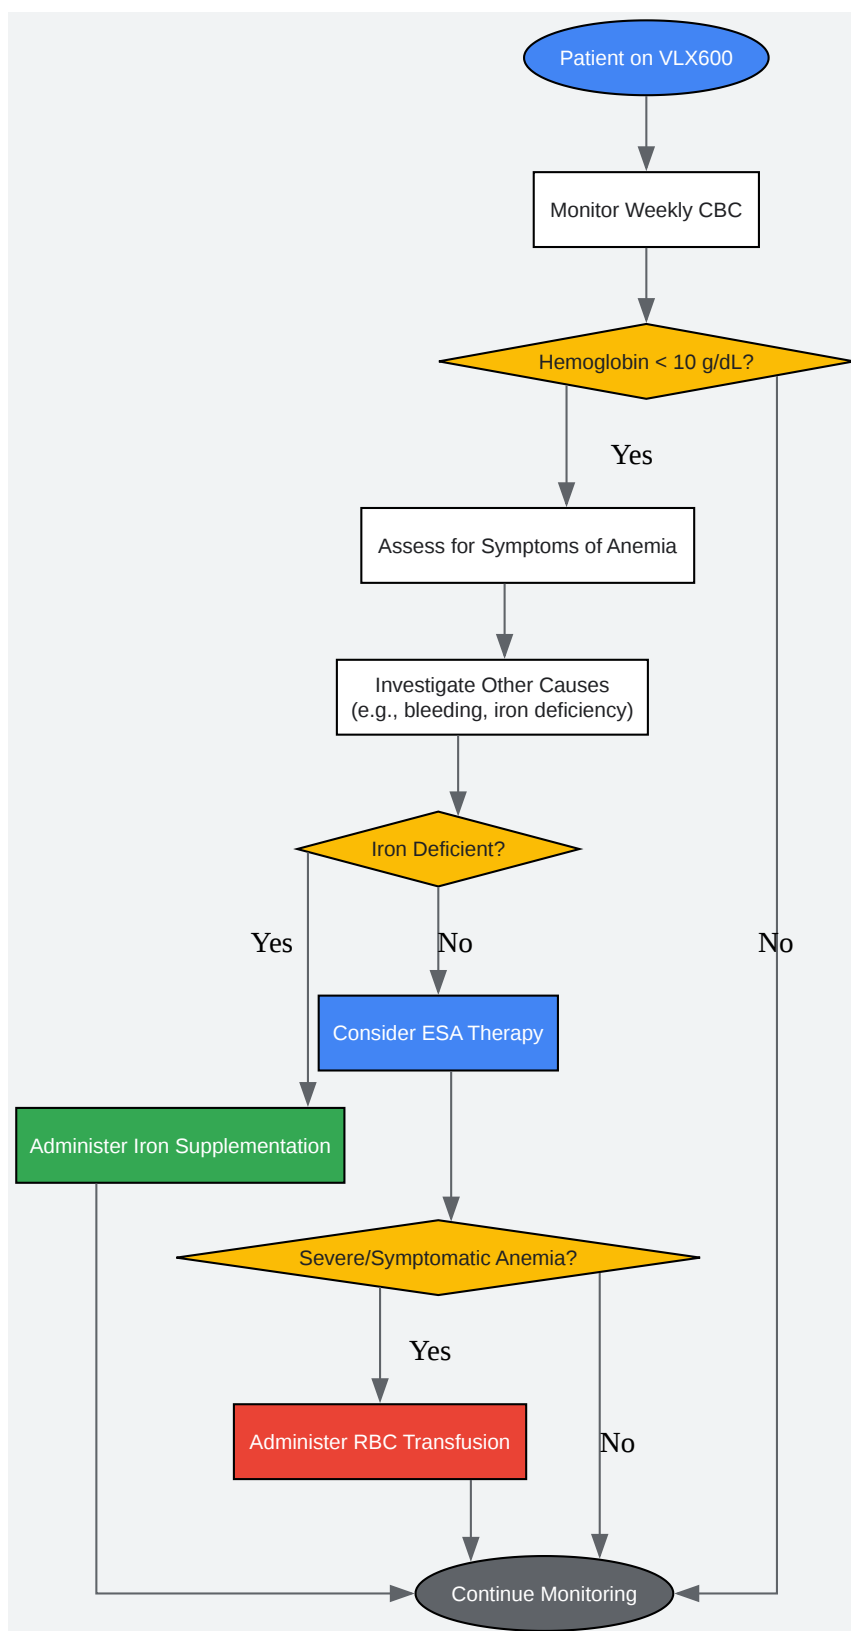 Patient on VLX600
Monitor Weekly CBC
Hemoglobin < 10 g/dL?
Yes
Assess for Symptoms of Anemia
Investigate Other Causes
(e.g., bleeding, iron deficiency)
Iron Deficient?
Yes
No
No
Consider ESA Therapy
Administer Iron Supplementation
Severe/Symptomatic Anemia?
Yes
Administer RBC Transfusion
No
Continue Monitoring